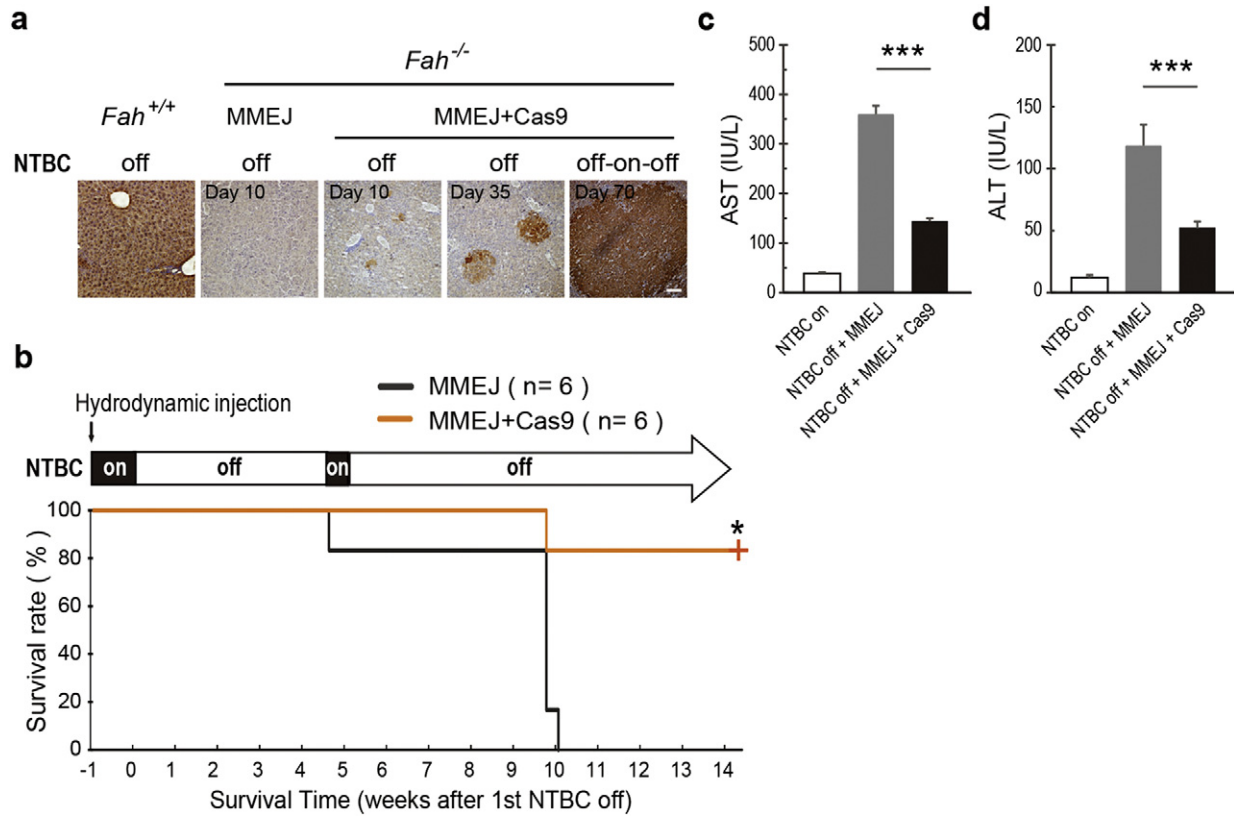 a
Fah-/-
Fah+/+
MMEJ
MMEJ+Cas9
NTBC off off off off off-on-off
Day 10 Day 10 Day 35 Day 70
b
MMEJ ( n= 6 )
MMEJ+Cas9 ( n= 6 )
Hydrodynamic injection
NTBC on off on off
100
80
60
40
20
0
*
Survival rate ( % )
-1 0 1 2 3 4 5 6 7 8 9 10 11 12 13 14
Survival Time (weeks after 1st NTBC off)
c
500
400
300
200
150
100
50
0
AST (IU/L)
***
NTBC on
NTBC off + MMEJ
NTBC off + MMEJ + Cas9
d
200
150
100
50
0
ALT (IU/L)
***
NTBC on
NTBC off + MMEJ
NTBC off + MMEJ + Cas9